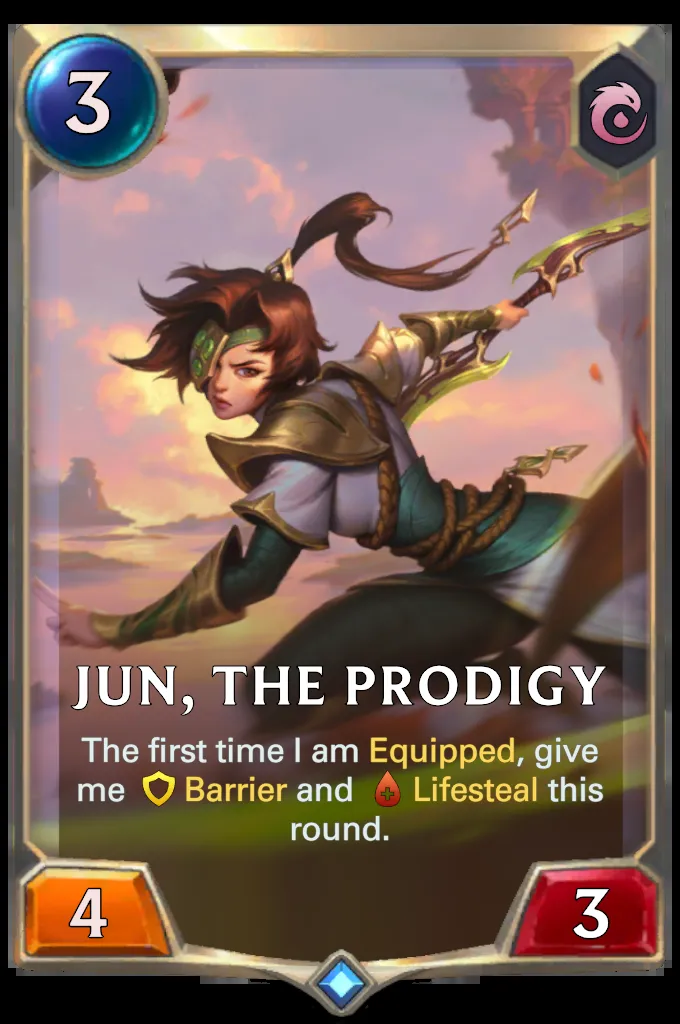 3
JUN, THE PRODIGY
The first time I am Equipped, give
me Barrier and Lifesteal this
round.
4
3